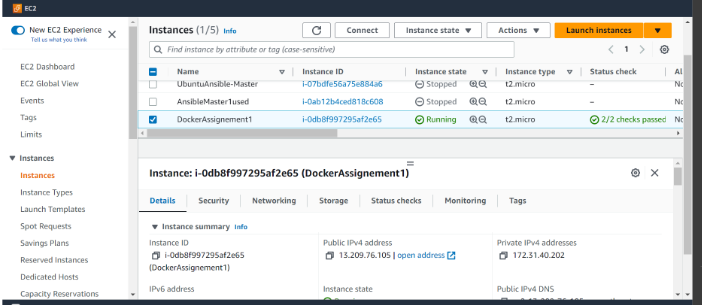 EC2
New EC2 Experience
Tell us what you think
EC2 Dashboard
EC2 Global View
Events
Tags
Limits
Instances
Instances
Instance Types
Launch Templates
Spot Requests
Savings Plans
Reserved Instances
Dedicated Hosts
Capacity Reservations
Instances (1/5) Info
Connect
Instance state
Actions
Launch instances
Find instance by attribute or tag (case-sensitive)
1
Name Instance ID Instance state Instance type Status check
UbuntuAnsible-Master i-07bdfe56a75e884a6 Stopped t2.micro –
AnsibleMaster1used i-0ab12b4ced818c608 Stopped t2.micro –
DockerAssignement1 i-0db8f997295af2e65 Running t2.micro 2/2 checks passed
Instance: i-0db8f997295af2e65 (DockerAssignement1)
Details Security Networking Storage Status checks Monitoring Tags
Instance summary Info
Instance ID
i-0db8f997295af2e65
(DockerAssignement1)
Public IPv4 address
13.209.76.105 | open address
Private IPv4 addresses
172.31.40.202
IPv6 address
Instance state
Public IPv4 DNS